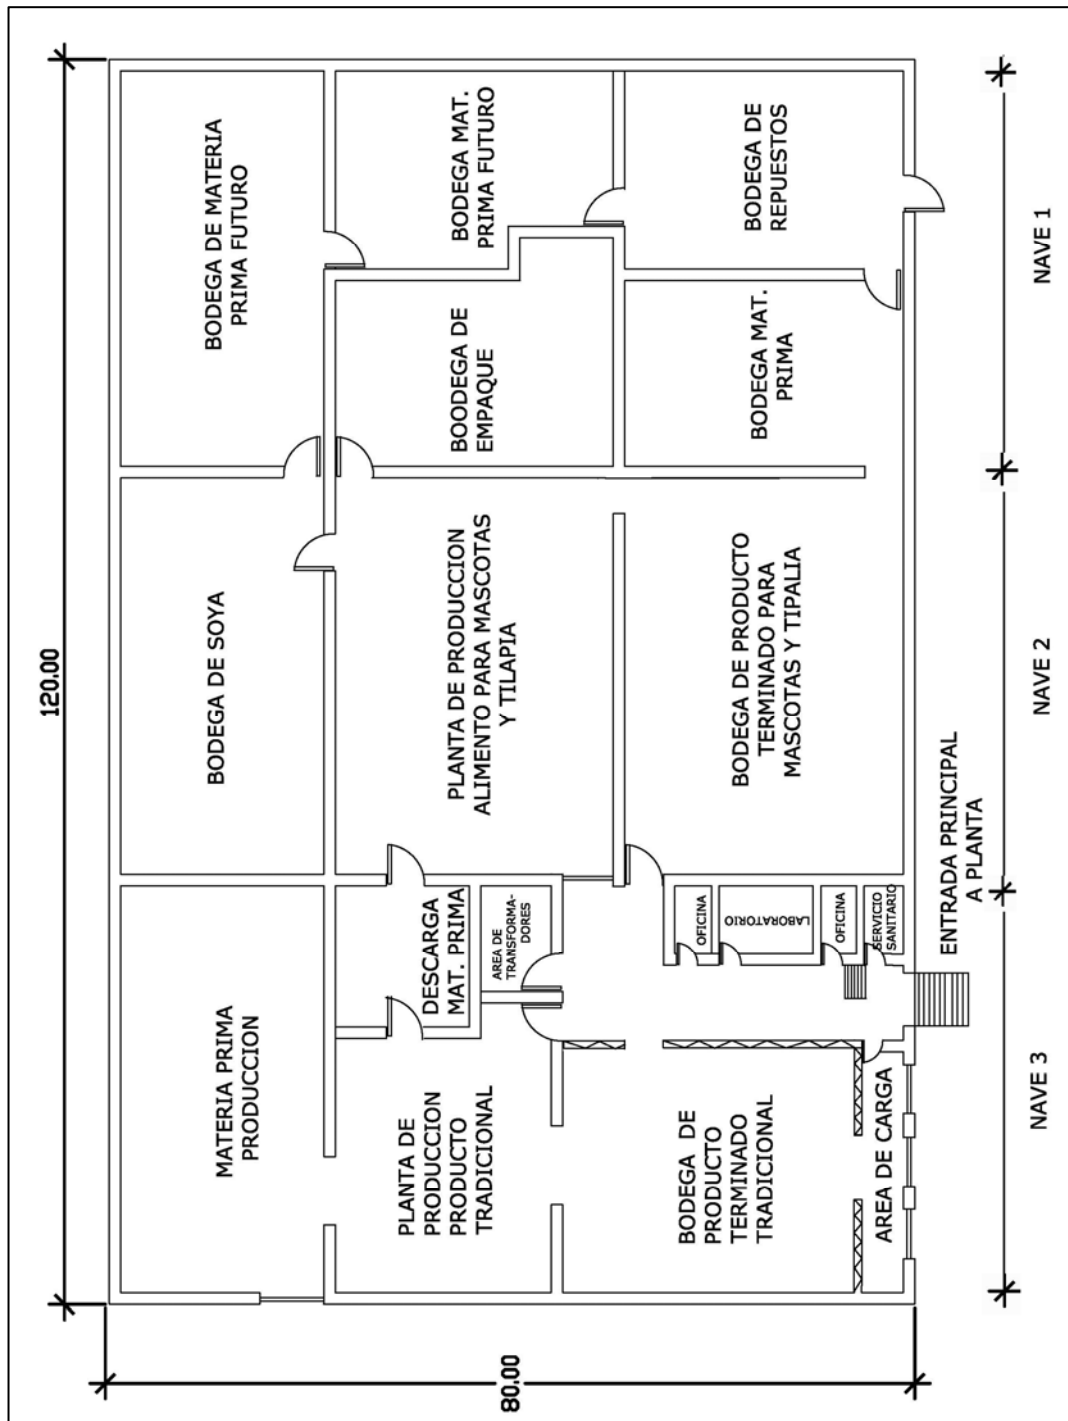 120.00
80.00
BODEGA DE MATERIA
PRIMA FUTURO
BODEGA MAT.
PRIMA FUTURO
BODEGA DE
REPUESTOS
BOODEGA DE
EMPAQUE
BODEGA MAT.
PRIMA
NAVE 1
BODEGA DE SOYA
PLANTA DE PRODUCCION
ALIMENTO PARA MASCOTAS
Y TILAPIA
BODEGA DE PRODUCTO
TERMINADO PARA
MASCOTAS Y TIPALIA
NAVE 2
ENTRADA PRINCIPAL
A PLANTA
MATERIA PRIMA
PRODUCCION
DESCARGA
MAT. PRIMA
AREA DE
TRANSFORMA-
DORES
OFICINA
LABORATORIO
OFICINA
SERVICIO
SANITARIO
PLANTA DE
PRODUCCION
PRODUCTO
TRADICIONAL
BODEGA DE
PRODUCTO
TERMINADO
TRADICIONAL
AREA DE CARGA
NAVE 3